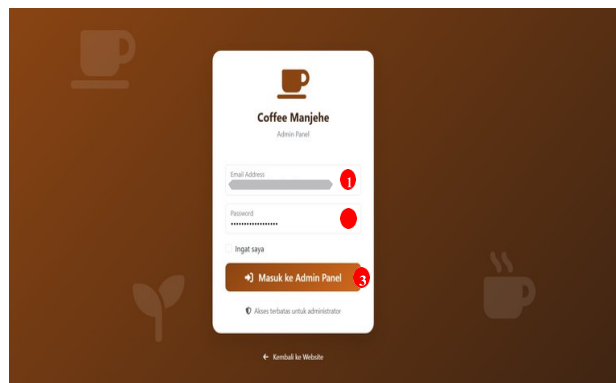 Coffee Manjehe
Admin Panel
Email Address
1
Password
••••••••••••••••••
Ingat saya
Masuk ke Admin Panel
3
Akses terbatas untuk administrator
← Kembali ke Website